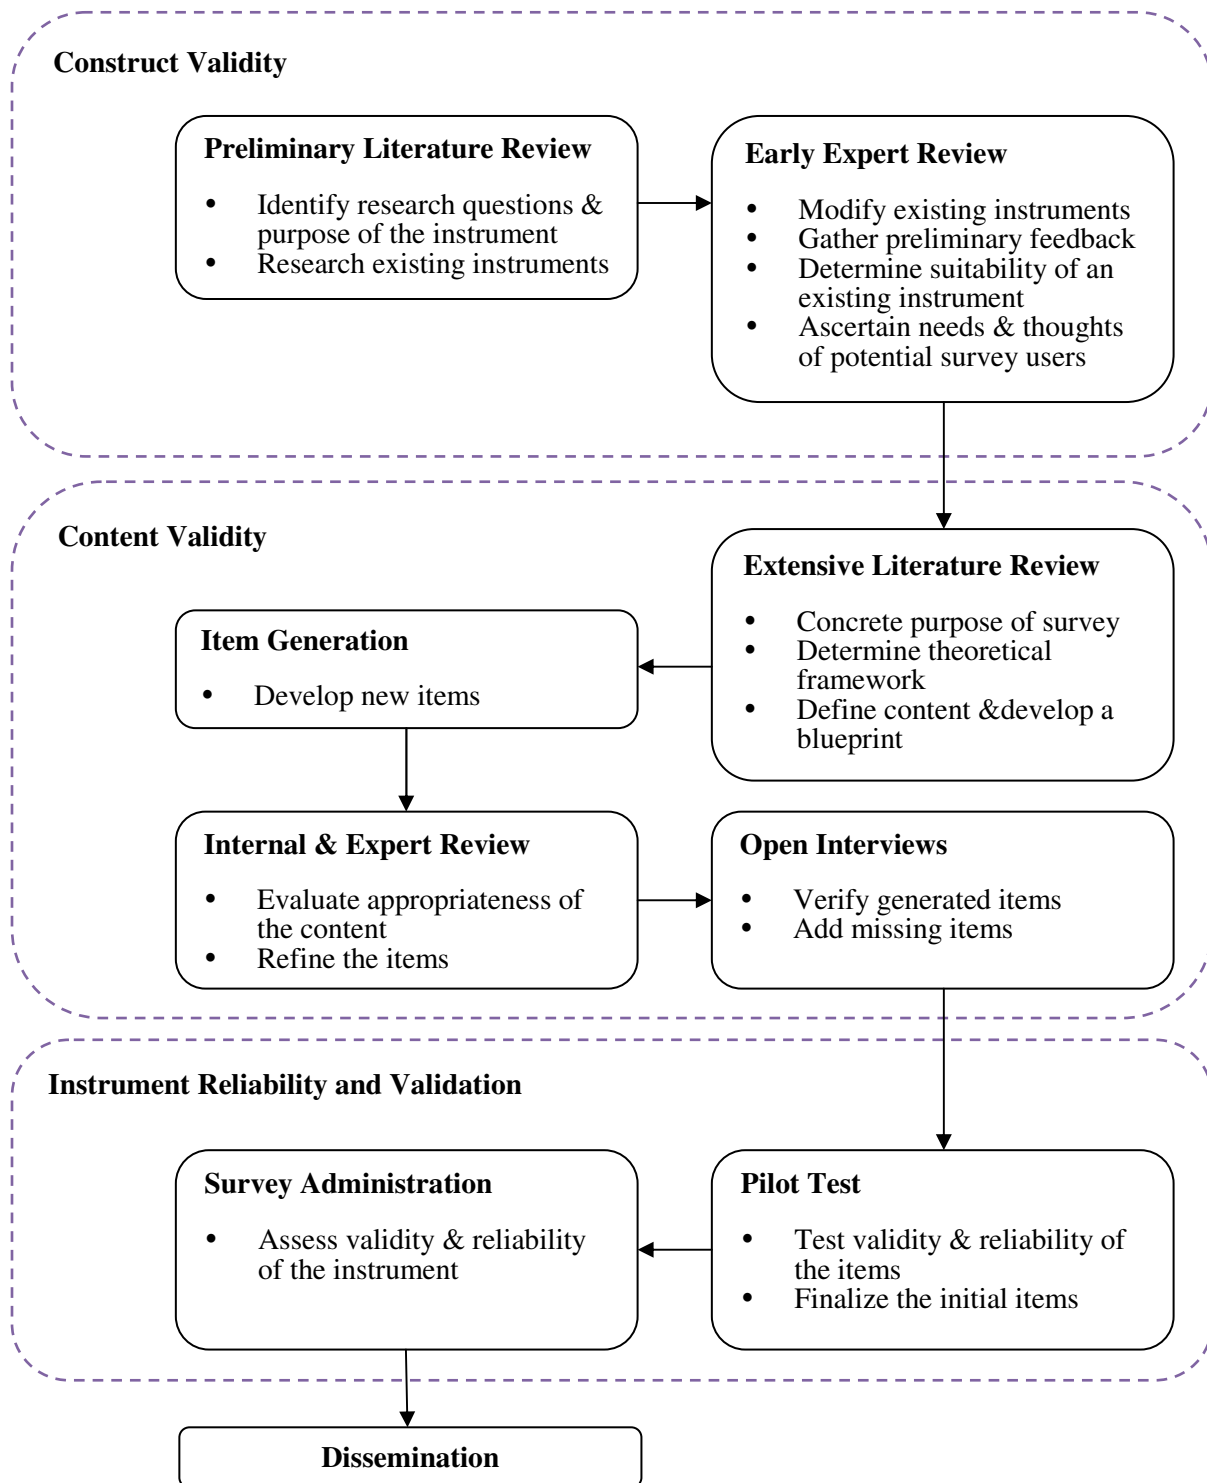 Construct Validity
Preliminary Literature Review
• Identify research questions &
purpose of the instrument
• Research existing instruments
Early Expert Review
• Modify existing instruments
• Gather preliminary feedback
• Determine suitability of an
existing instrument
• Ascertain needs & thoughts
of potential survey users
Content Validity
Extensive Literature Review
• Concrete purpose of survey
• Determine theoretical
framework
• Define content &develop a
blueprint
Item Generation
• Develop new items
Internal & Expert Review
• Evaluate appropriateness of
the content
• Refine the items
Open Interviews
• Verify generated items
• Add missing items
Instrument Reliability and Validation
Survey Administration
• Assess validity & reliability
of the instrument
Pilot Test
• Test validity & reliability of
the items
• Finalize the initial items
Dissemination